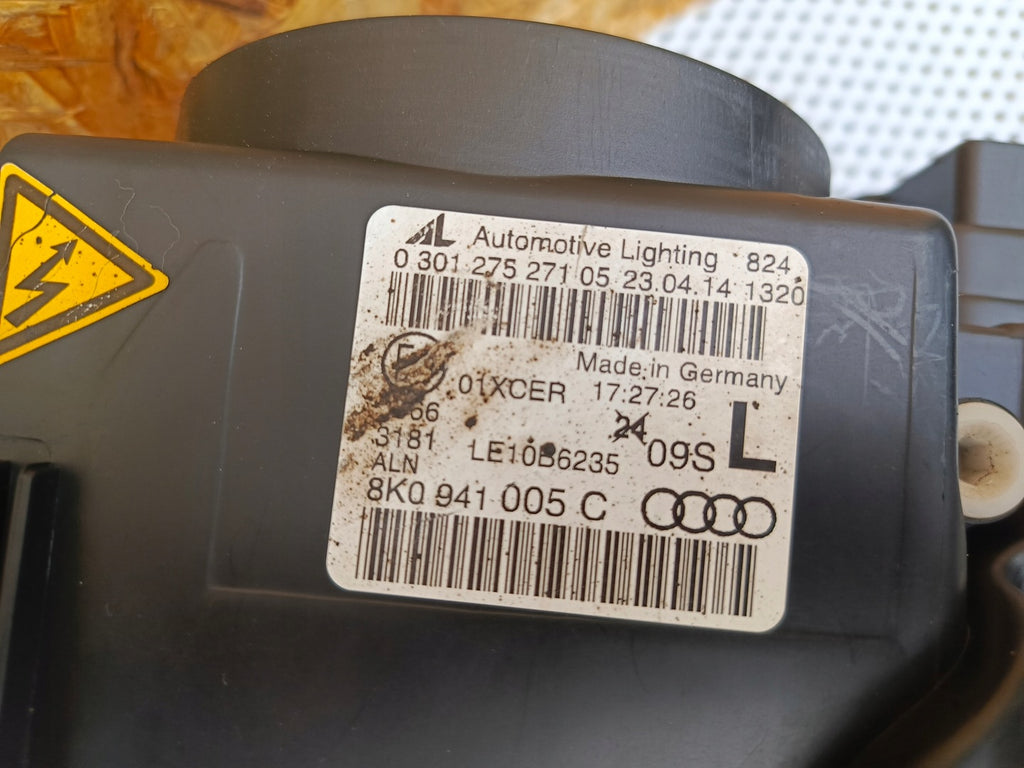 AL Automotive Lighting 824
0 301 275 271 05 23.04.14 1320
Made in Germany
01XCER 17:27:26
24 09S L
3181 LE10B6235
ALN
8K0 941 005 C